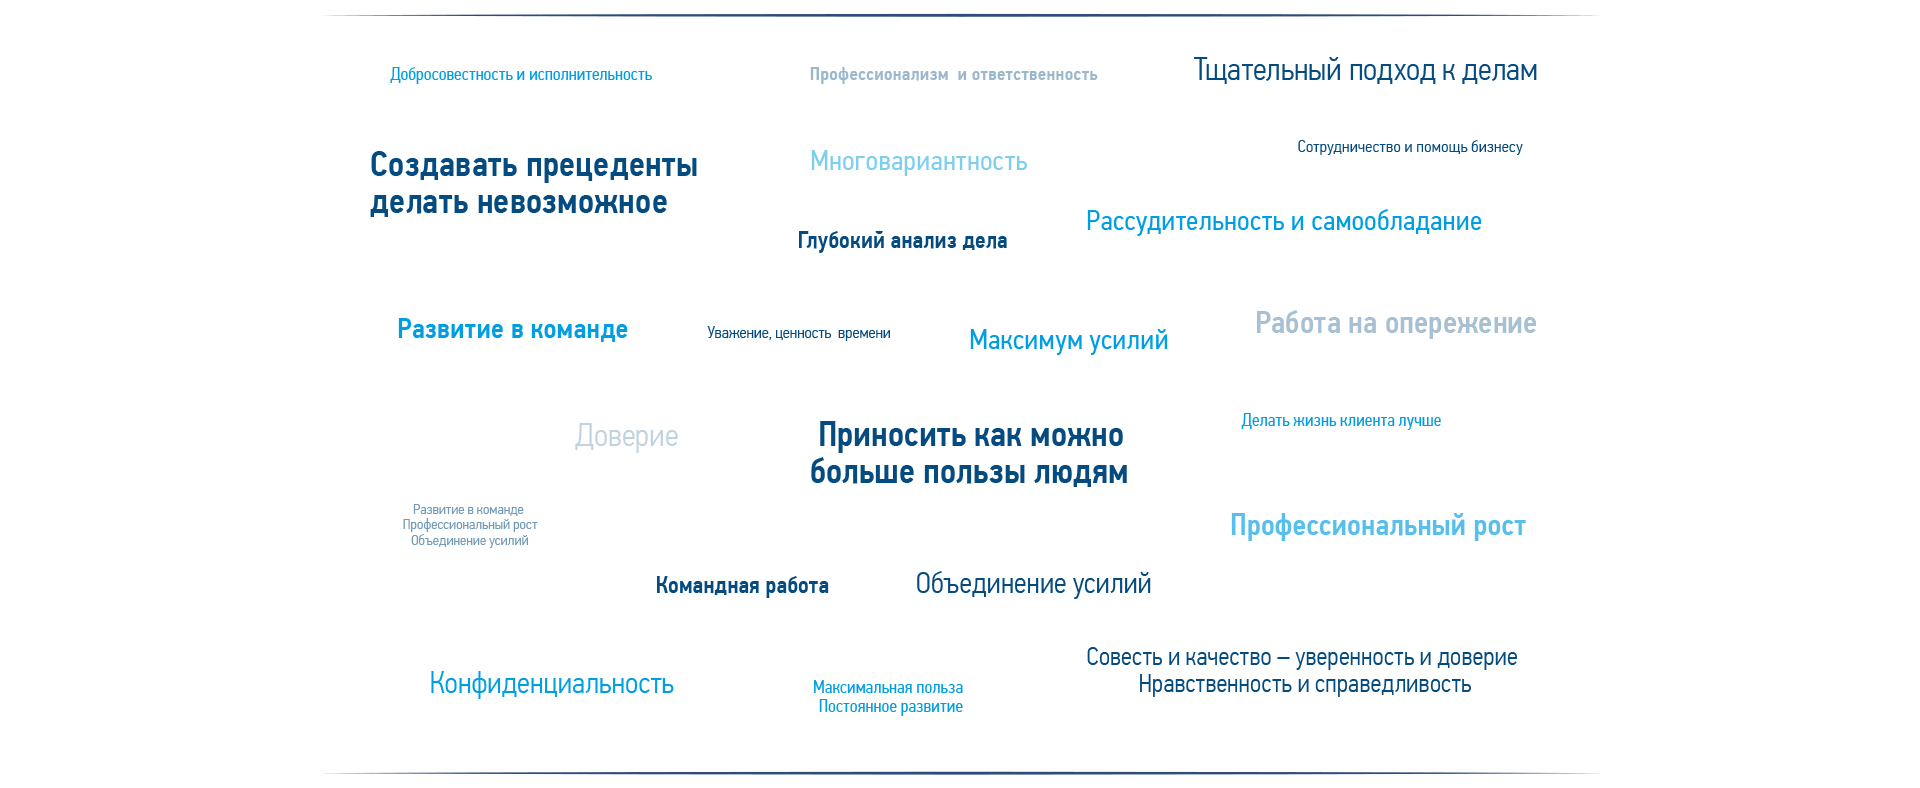 Добросовестность и исполнительность
Профессионализм и ответственность
Тщательный подход к делам
Сотрудничество и помощь бизнесу
Создавать прецеденты
делать невозможное
Многовариантность
Рассудительность и самообладание
Глубокий анализ дела
Развитие в команде
Уважение, ценность времени
Максимум усилий
Работа на опережение
Доверие
Приносить как можно
больше пользы людям
Делать жизнь клиента лучше
Развитие в команде
Профессиональный рост
Объединение усилий
Профессиональный рост
Командная работа
Объединение усилий
Конфиденциальность
Максимальная польза
Постоянное развитие
Совесть и качество – уверенность и доверие
Нравственность и справедливость